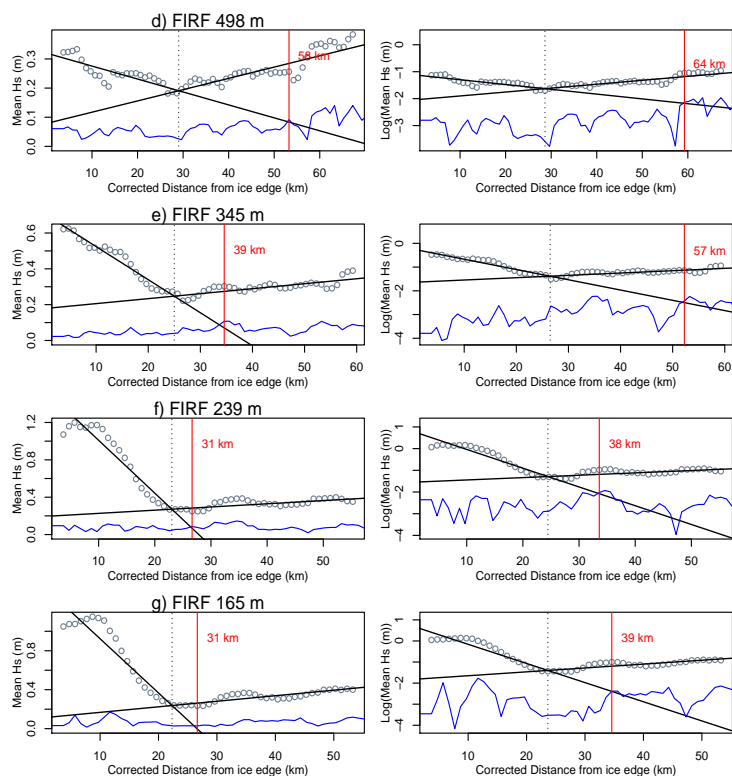 d) FIRF 498 m
Mean Hs (m)
0.0 0.1 0.2 0.3
58 km
10 20 30 40 50 60
Corrected Distance from ice edge (km)
Log(Mean Hs (m))
-3 -2 -1 0
64 km
10 20 30 40 50 60
Corrected Distance from ice edge (km)
e) FIRF 345 m
Mean Hs (m)
0.0 0.2 0.4 0.6
39 km
10 20 30 40 50 60
Corrected Distance from ice edge (km)
Log(Mean Hs (m))
-4 -2 0
57 km
10 20 30 40 50 60
Corrected Distance from ice edge (km)
f) FIRF 239 m
Mean Hs (m)
0.0 0.4 0.8 1.2
31 km
10 20 30 40 50
Corrected Distance from ice edge (km)
Log(Mean Hs (m))
-4 -2 0 1
38 km
10 20 30 40 50
Corrected Distance from ice edge (km)
g) FIRF 165 m
Mean Hs (m)
0.0 0.4 0.8
31 km
10 20 30 40 50
Corrected Distance from ice edge (km)
Log(Mean Hs (m))
-4 -2 0 1
39 km
10 20 30 40 50
Corrected Distance from ice edge (km)